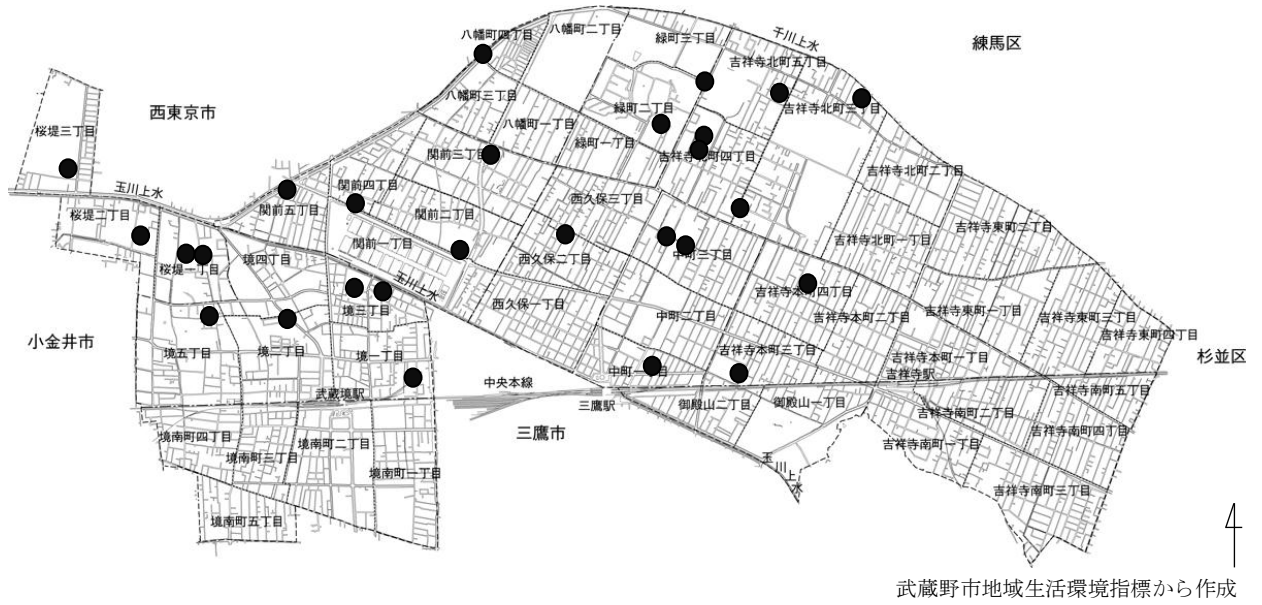 八幡町四丁目
八幡町二丁目
緑町三丁目
千川上水
練馬区
吉祥寺北町五丁目
西東京市
八幡町三丁目
緑町二丁目
吉祥寺北町三丁目
桜堤三丁目
八幡町一丁目
緑町一丁目
関前三丁目
吉祥寺北町四丁目
吉祥寺北町二丁目
玉川上水
関前四丁目
西久保三丁目
桜堤二丁目
関前五丁目
関前二丁目
吉祥寺東町二丁目
関前一丁目
吉祥寺北町一丁目
境四丁目
西久保二丁目
中町三丁目
桜堤一丁目
玉川上水
吉祥寺本町四丁目
西久保一丁目
境三丁目
中町二丁目
吉祥寺本町二丁目
吉祥寺東町一丁目
吉祥寺東町三丁目
吉祥寺東町四丁目
小金井市
境五丁目
境二丁目
境一丁目
吉祥寺本町三丁目
吉祥寺本町一丁目
杉並区
中町一丁目
吉祥寺駅
中央本線
武蔵境駅
三鷹駅
御殿山二丁目
御殿山一丁目
吉祥寺南町五丁目
吉祥寺南町二丁目
三鷹市
境南町四丁目
境南町二丁目
吉祥寺南町四丁目
吉祥寺南町一丁目
境南町三丁目
境南町一丁目
玉川上水
吉祥寺南町三丁目
境南町五丁目
武蔵野市地域生活環境指標から作成